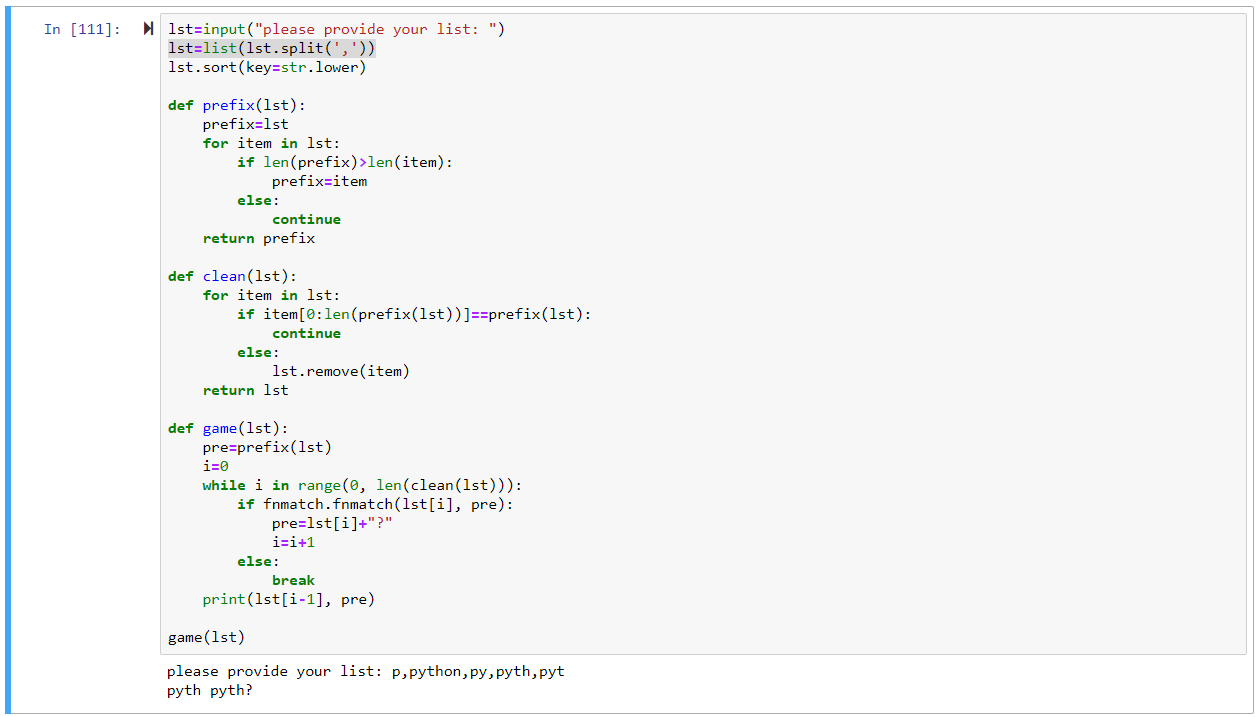 In [111]: lst=input("please provide your list: ")
lst=list(lst.split(','))
lst.sort(key=str.lower)

def prefix(lst):
    prefix=lst
    for item in lst:
        if len(prefix)>len(item):
            prefix=item
        else:
            continue
    return prefix

def clean(lst):
    for item in lst:
        if item[0:len(prefix(lst))]==prefix(lst):
            continue
        else:
            lst.remove(item)
    return lst

def game(lst):
    pre=prefix(lst)
    i=0
    while i in range(0, len(clean(lst))):
        if fnmatch.fnmatch(lst[i], pre):
            pre=lst[i]+"?"
            i=i+1
        else:
            break
    print(lst[i-1], pre)

game(lst)
please provide your list: p,python,py,pyth,pyt
pyth pyth?